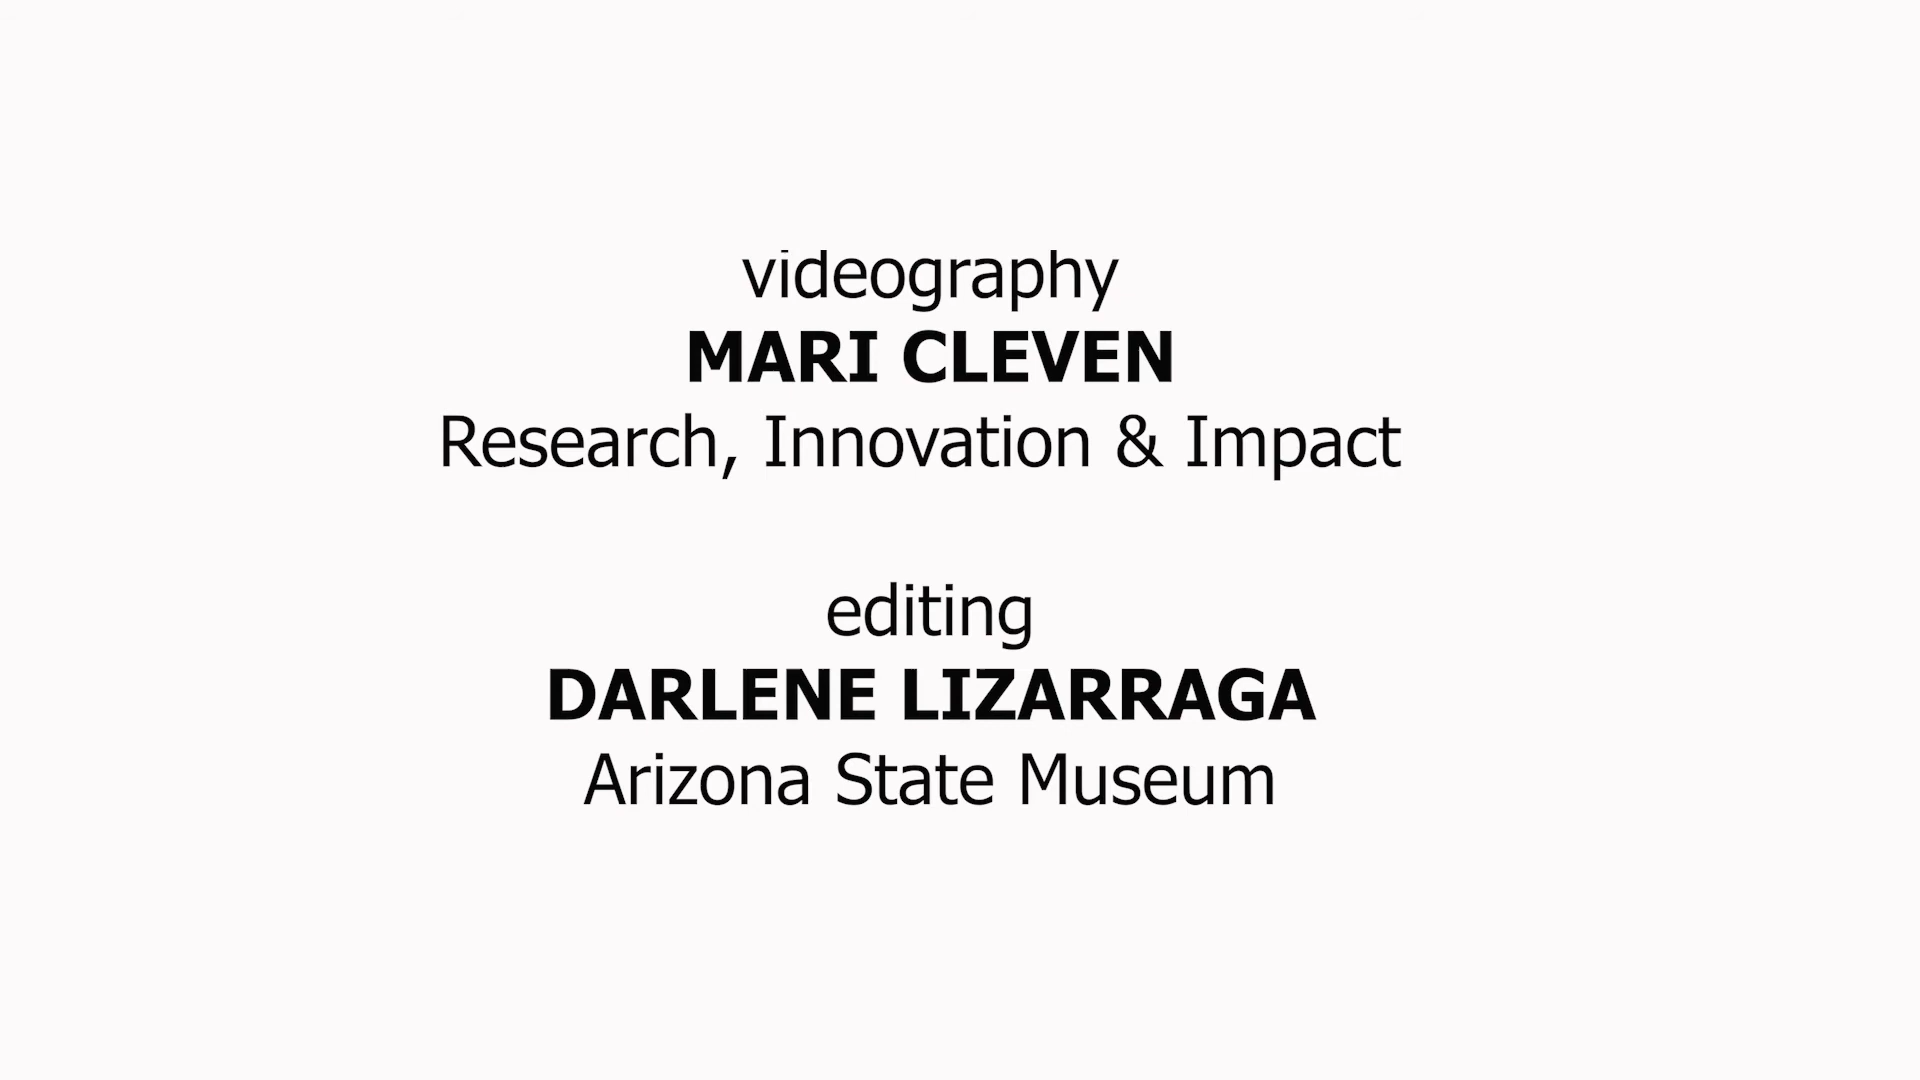 videography
MARI CLEVEN
Research, Innovation & Impact
editing
DARLENE LIZARRAGA
Arizona State Museum